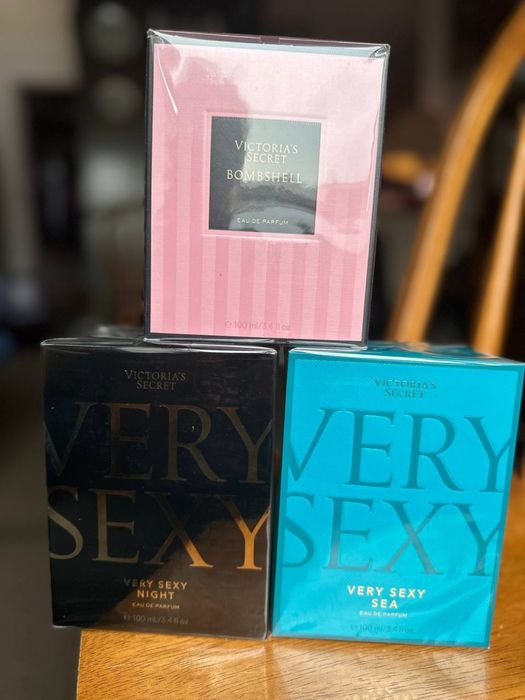 VICTORIA'S
SECRET
BOMBSHELL
EAU DE PARFUM
℮ 100 ml/3.4 fl oz
VICTORIA'S
SECRET
VERY
SEXY
VERY SEXY
NIGHT
EAU DE PARFUM
℮ 100 ml/3.4 fl oz
VICTORIA'S
SECRET
VERY
SEXY
VERY SEXY
SEA
EAU DE PARFUM
℮ 100 ml/3.4 fl oz